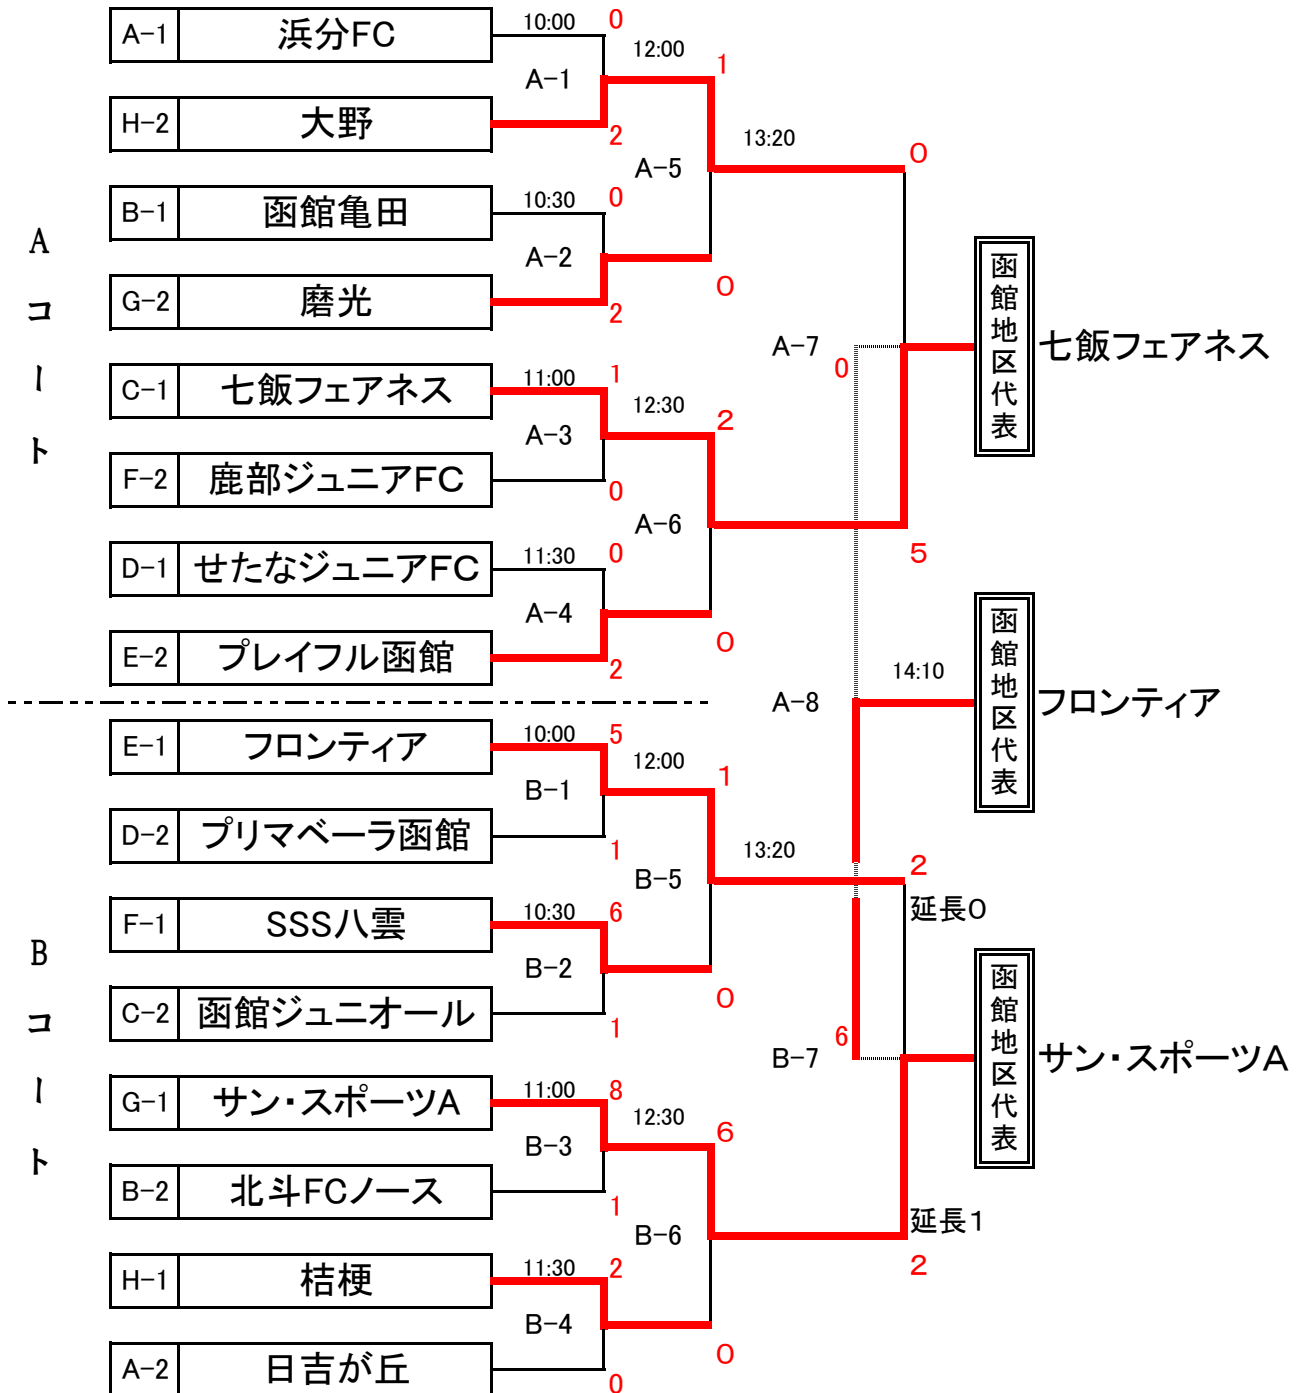 Aコート
A-1 浜分FC
10:00
0
A-1
H-2 大野
2
12:00
1
B-1 函館亀田
10:30
0
A-2
G-2 磨光
2
A-5
0
13:20
0
C-1 七飯フェアネス
11:00
1
A-3
F-2 鹿部ジュニアFC
0
12:30
2
D-1 せたなジュニアFC
11:30
0
A-4
E-2 プレイフル函館
2
A-6
0
A-7
0
5
函館地区代表
七飯フェアネス
A-8
14:10
函館地区代表
フロンティア
Bコート
E-1 フロンティア
10:00
5
B-1
D-2 プリマベーラ函館
1
12:00
1
F-1 SSS八雲
10:30
6
B-2
C-2 函館ジュニオール
1
B-5
0
13:20
2
延長0
G-1 サン・スポーツA
11:00
8
B-3
B-2 北斗FCノース
1
12:30
6
H-1 桔梗
11:30
2
B-4
A-2 日吉が丘
0
B-6
0
B-7
6
延長1
2
函館地区代表
サン・スポーツA